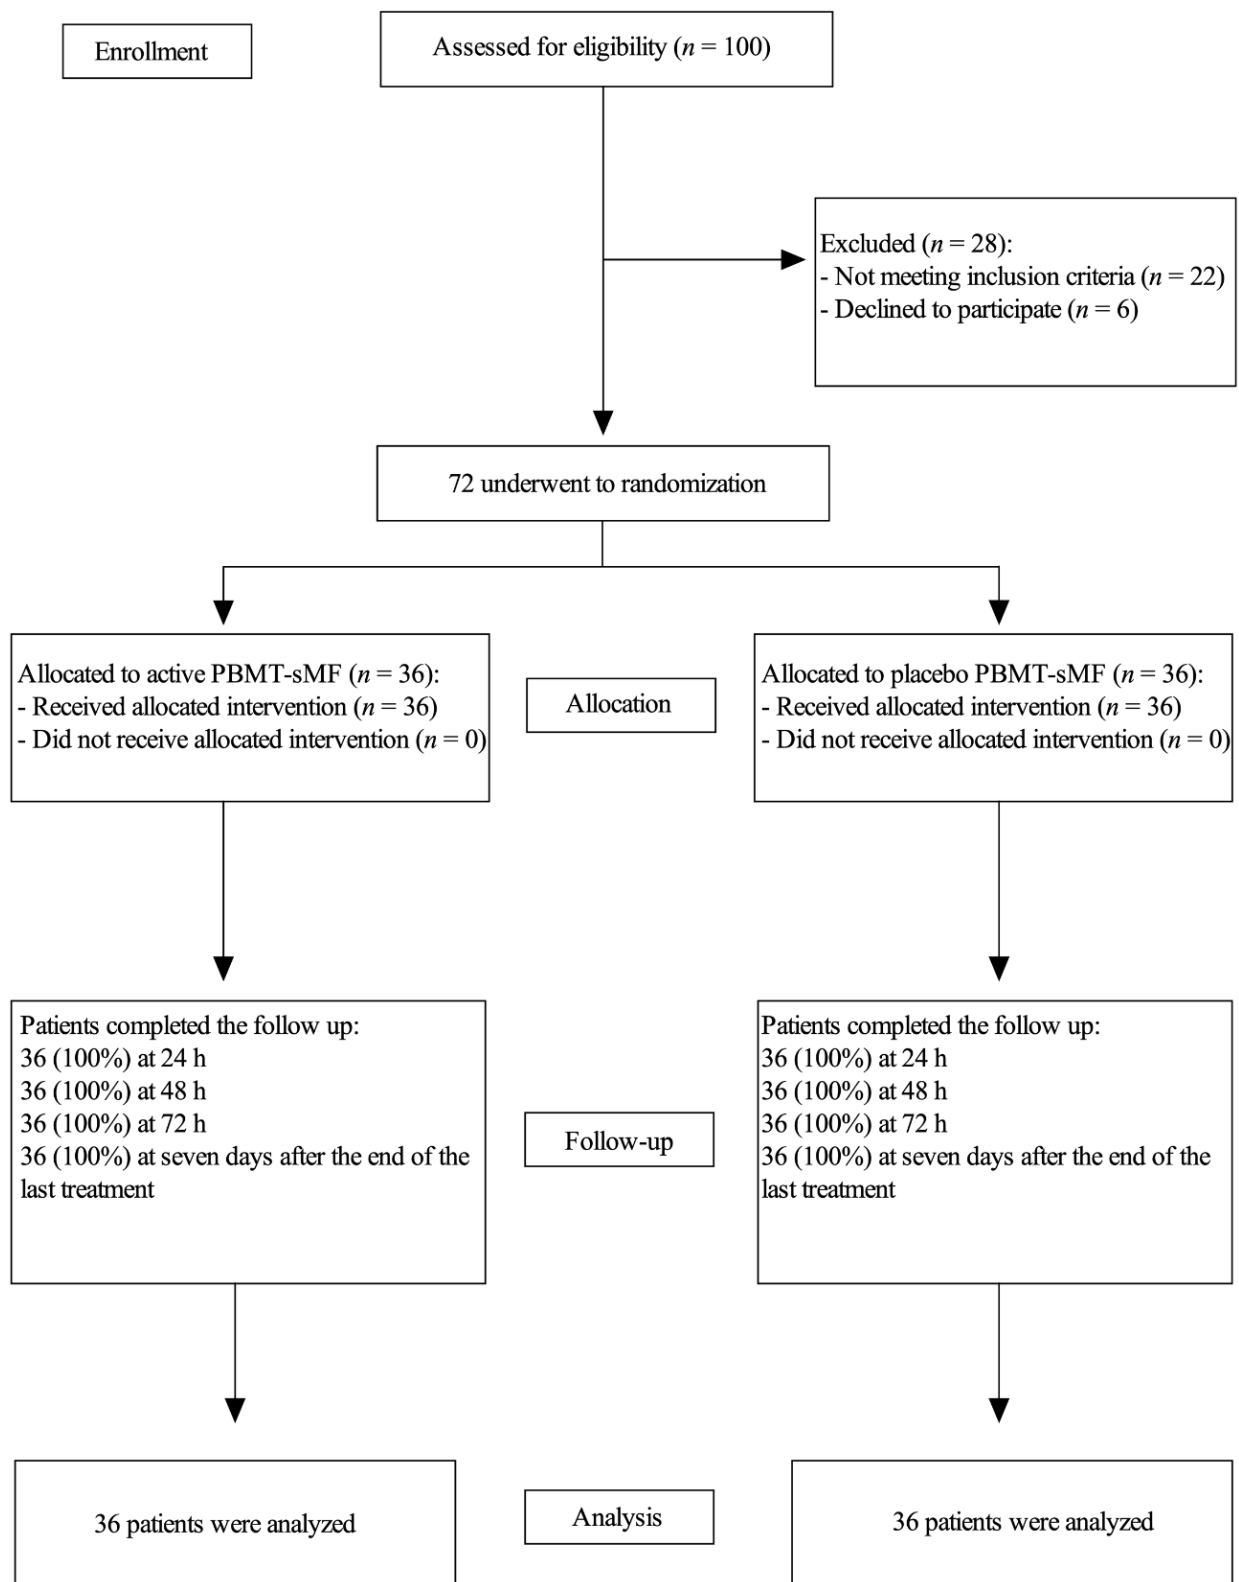 Enrollment
Assessed for eligibility (n = 100)
Excluded (n = 28):
- Not meeting inclusion criteria (n = 22)
- Declined to participate (n = 6)
72 underwent to randomization
Allocated to active PBMT-sMF (n = 36):
- Received allocated intervention (n = 36)
- Did not receive allocated intervention (n = 0)
Allocation
Allocated to placebo PBMT-sMF (n = 36):
- Received allocated intervention (n = 36)
- Did not receive allocated intervention (n = 0)
Patients completed the follow up:
36 (100%) at 24 h
36 (100%) at 48 h
36 (100%) at 72 h
36 (100%) at seven days after the end of the
last treatment
Follow-up
Patients completed the follow up:
36 (100%) at 24 h
36 (100%) at 48 h
36 (100%) at 72 h
36 (100%) at seven days after the end of the
last treatment
36 patients were analyzed
Analysis
36 patients were analyzed